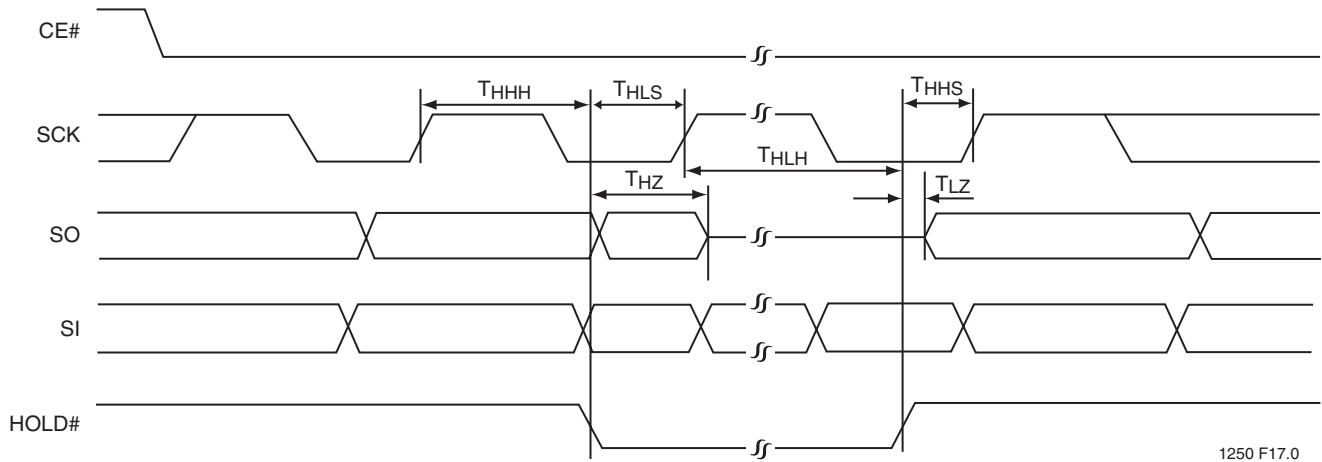 CE#
THHH THLS THHS
SCK
THLH
THZ TLZ
SO
SI
HOLD#
1250 F17.0